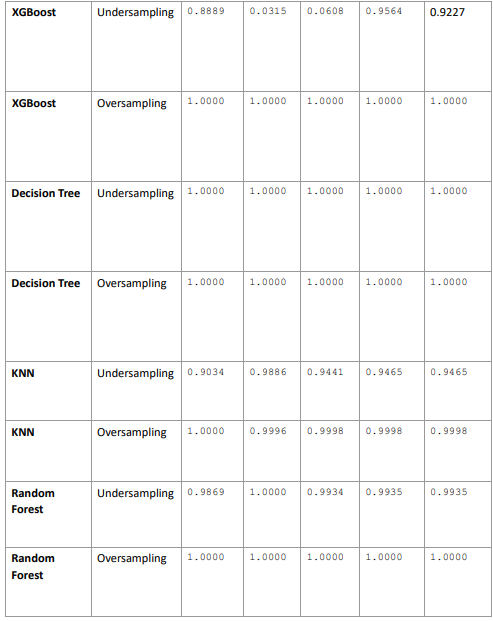 XGBoost Undersampling 0.8889 0.0315 0.0608 0.9564 0.9227
XGBoost Oversampling 1.0000 1.0000 1.0000 1.0000 1.0000
Decision Tree Undersampling 1.0000 1.0000 1.0000 1.0000 1.0000
Decision Tree Oversampling 1.0000 1.0000 1.0000 1.0000 1.0000
KNN Undersampling 0.9034 0.9886 0.9441 0.9465 0.9465
KNN Oversampling 1.0000 0.9996 0.9998 0.9998 0.9998
Random Undersampling 0.9869 1.0000 0.9934 0.9935 0.9935
Forest
Random Oversampling 1.0000 1.0000 1.0000 1.0000 1.0000
Forest